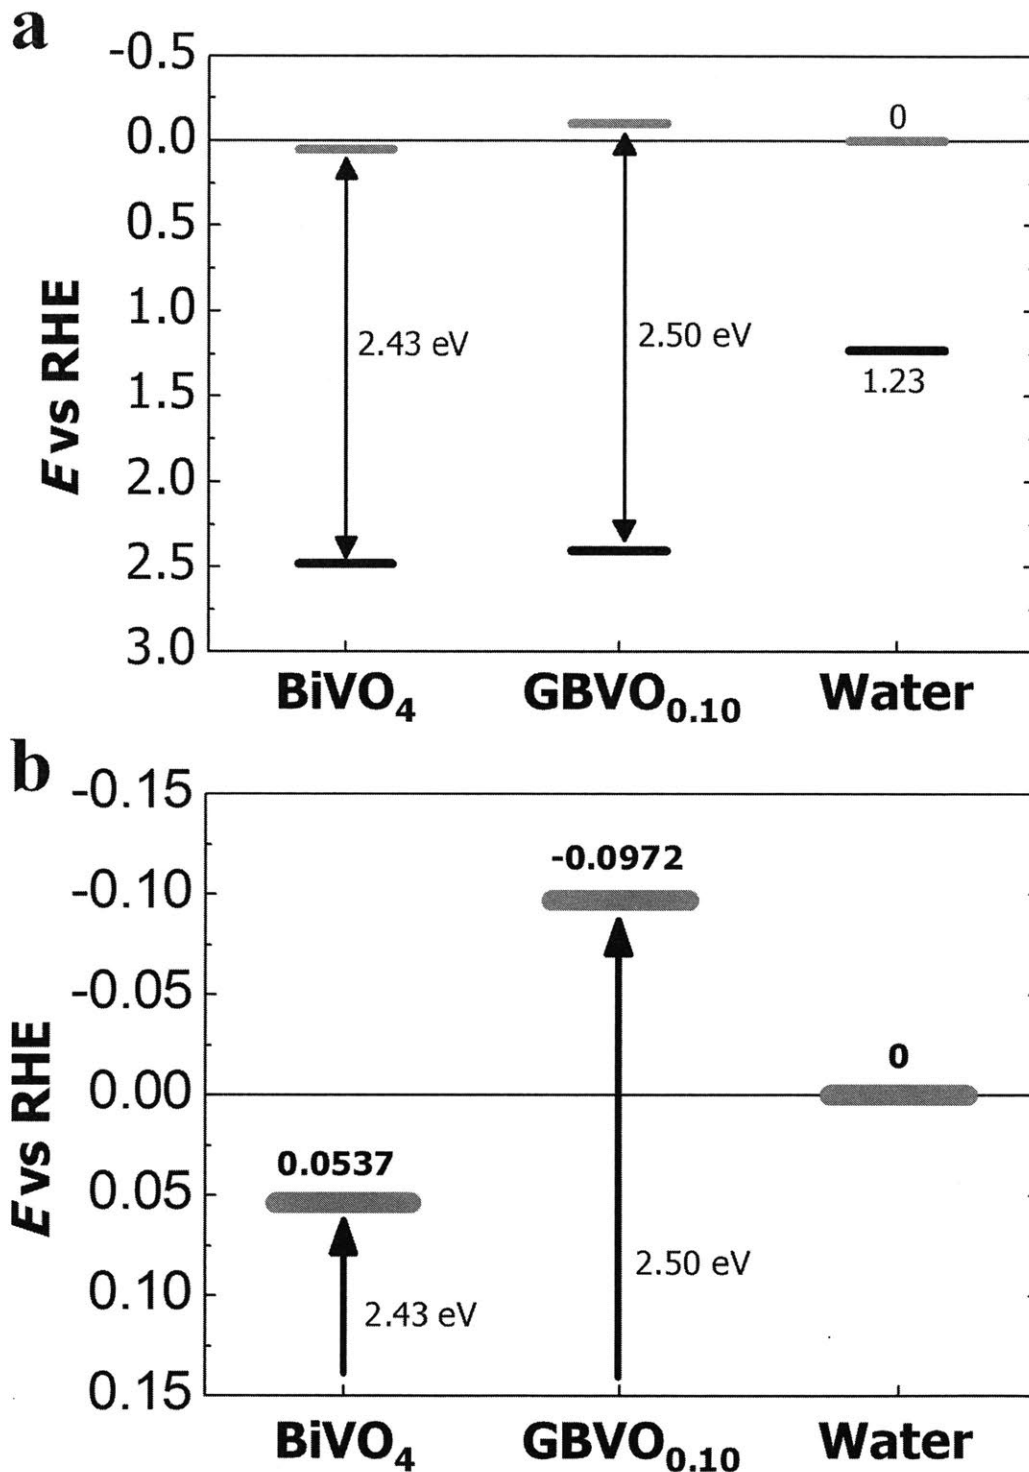 a
-0.5
0.0
0.5
1.0
1.5
2.0
2.5
3.0
E vs RHE
0
2.43 eV
2.50 eV
1.23
BiVO₄ GBVO₀.₁₀ Water
b
-0.15
-0.10
-0.05
0.00
0.05
0.10
0.15
E vs RHE
-0.0972
0
0.0537
2.50 eV
2.43 eV
BiVO₄ GBVO₀.₁₀ Water